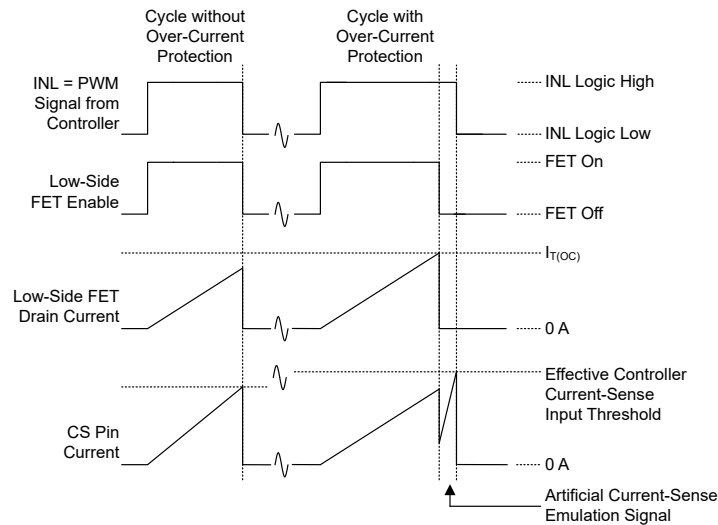 Cycle without
Over-Current
Protection
Cycle with
Over-Current
Protection
INL = PWM
Signal from
Controller
INL Logic High
INL Logic Low
Low-Side
FET Enable
FET On
FET Off
Low-Side FET
Drain Current
I_T(OC)
0 A
CS Pin
Current
Effective Controller
Current-Sense
Input Threshold
0 A
Artificial Current-Sense
Emulation Signal